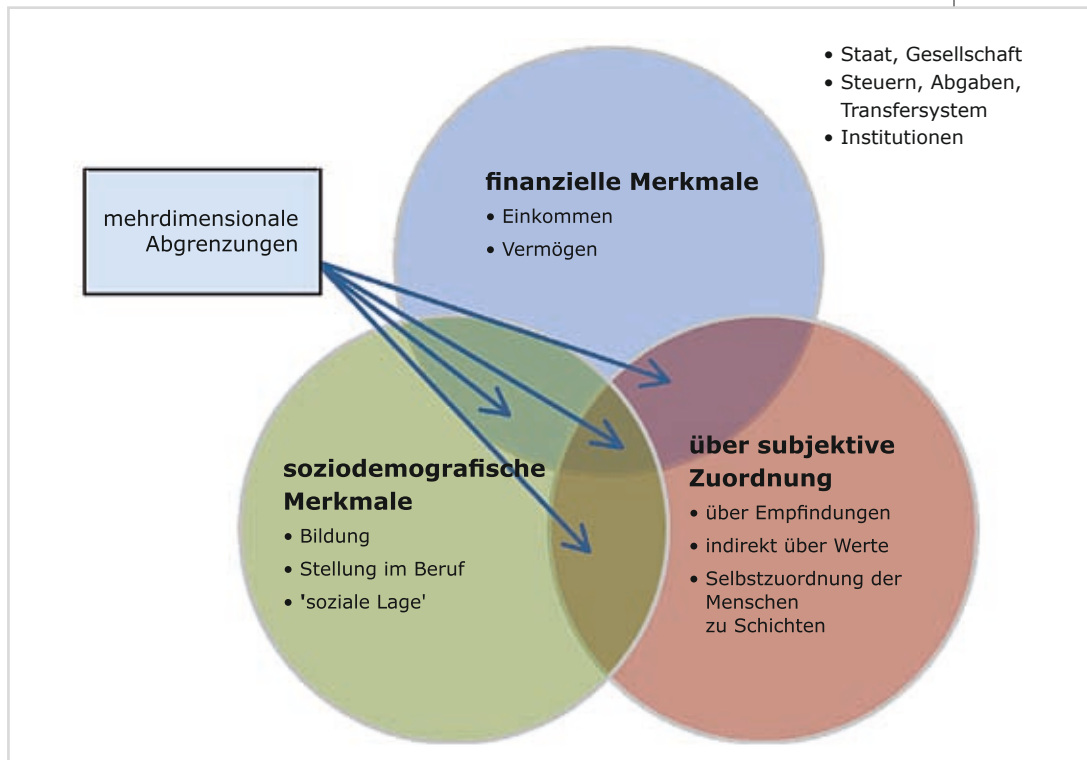 • Staat, Gesellschaft
• Steuern, Abgaben,
Transfersystem
• Institutionen
mehrdimensionale
Abgrenzungen
finanzielle Merkmale
• Einkommen
• Vermögen
soziodemografische
Merkmale
• Bildung
• Stellung im Beruf
• 'soziale Lage'
über subjektive
Zuordnung
• über Empfindungen
• indirekt über Werte
• Selbstzuordnung der
Menschen
zu Schichten